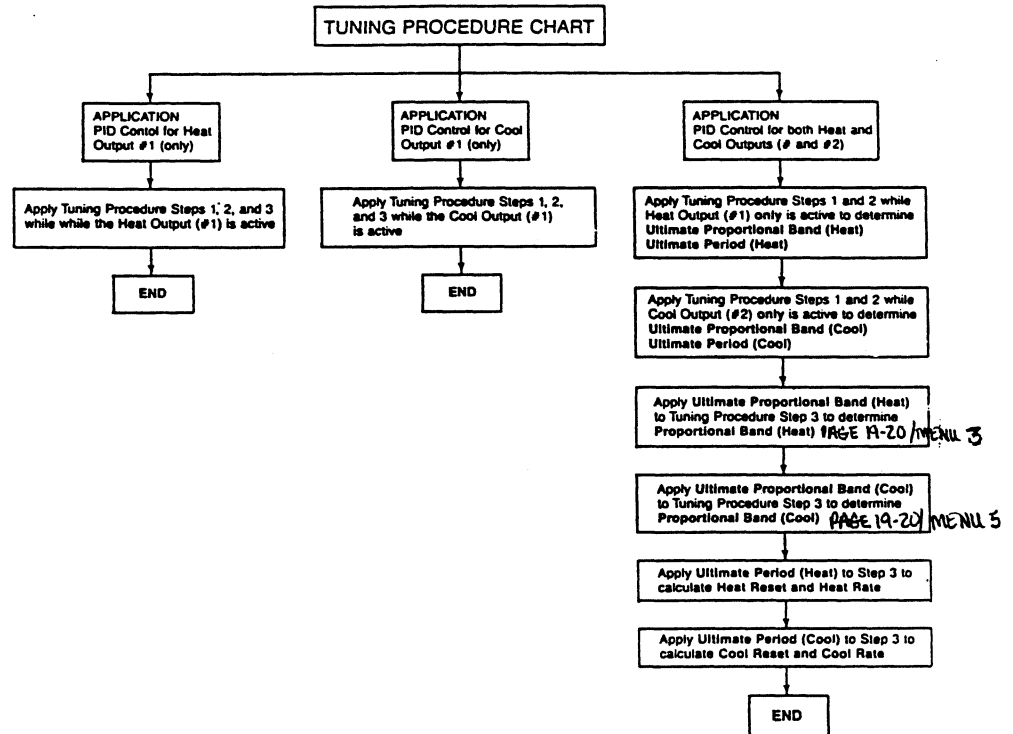 TUNING PROCEDURE CHART
APPLICATION
PID Contol for Heat
Output #1 (only)
Apply Tuning Procedure Steps 1, 2, and 3
while while the Heat Output (#1) is active
END
APPLICATION
PID Control for Cool
Output #1 (only)
Apply Tuning Procedure Steps 1, 2,
and 3 while the Cool Output (#1)
is active
END
APPLICATION
PID Control for both Heat and
Cool Outputs (# and #2)
Apply Tuning Procedure Steps 1 and 2 while
Heat Output (#1) only is active to determine
Ultimate Proportional Band (Heat)
Ultimate Period (Heat)
Apply Tuning Procedure Steps 1 and 2 while
Cool Output (#2) only is active to determine
Ultimate Proportional Band (Cool)
Ultimate Period (Cool)
Apply Ultimate Proportional Band (Heat)
to Tuning Procedure Step 3 to determine
Proportional Band (Heat) PAGE 19-20/MENU 3
Apply Ultimate Proportional Band (Cool)
to Tuning Procedure Step 3 to determine
Proportional Band (Cool) PAGE 19-20/MENU 5
Apply Ultimate Period (Heat) to Step 3 to
calculate Heat Reset and Heat Rate
Apply Ultimate Period (Cool) to Step 3 to
calculate Cool Reset and Cool Rate
END